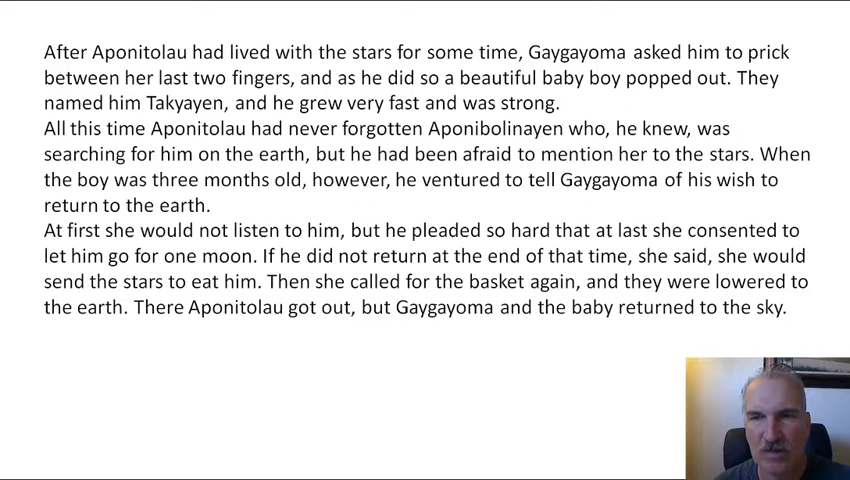 After Aponitolau had lived with the stars for some time, Gaygayoma asked him to prick
between her last two fingers, and as he did so a beautiful baby boy popped out. They
named him Takyayen, and he grew very fast and was strong.
All this time Aponitolau had never forgotten Aponibolinayen who, he knew, was
searching for him on the earth, but he had been afraid to mention her to the stars. When
the boy was three months old, however, he ventured to tell Gaygayoma of his wish to
return to the earth.
At first she would not listen to him, but he pleaded so hard that at last she consented to
let him go for one moon. If he did not return at the end of that time, she said, she would
send the stars to eat him. Then she called for the basket again, and they were lowered to
the earth. There Aponitolau got out, but Gaygayoma and the baby returned to the sky.